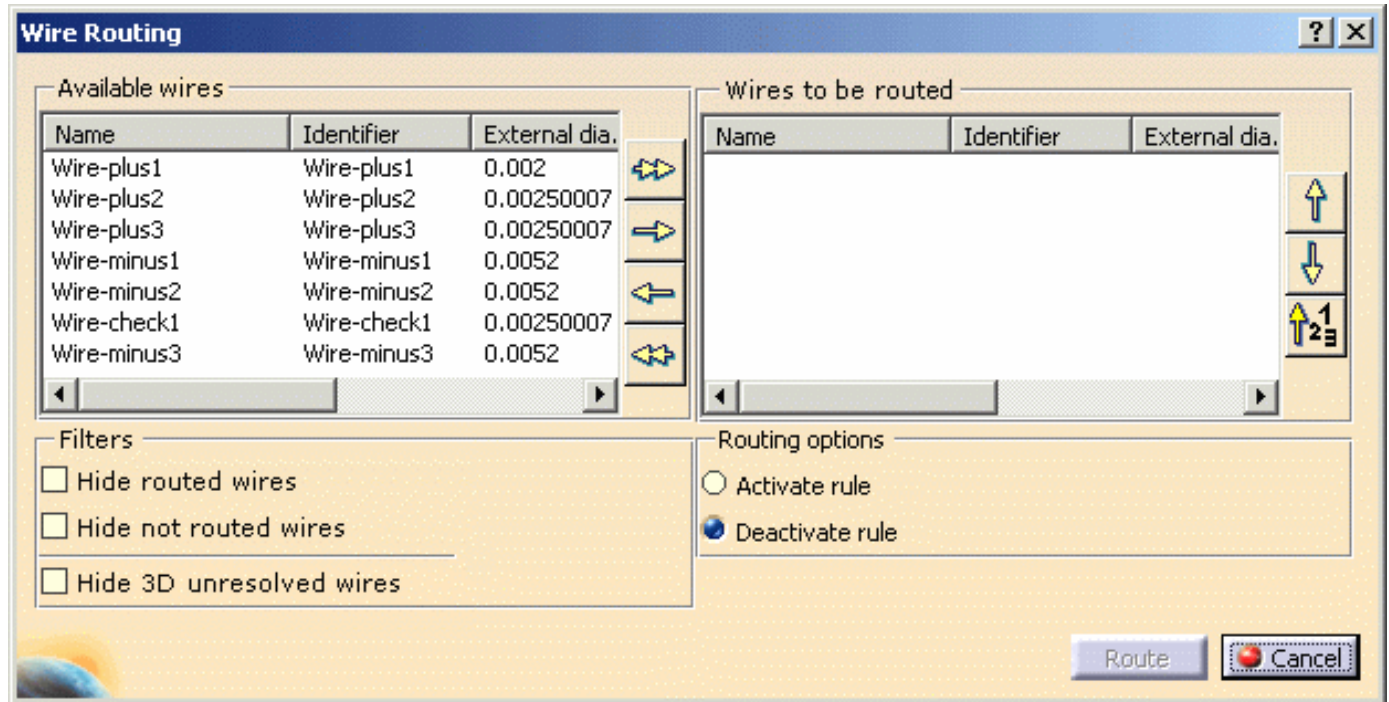 Wire Routing
Available wires
Name Identifier External dia.
Wire-plus1 Wire-plus1 0.002
Wire-plus2 Wire-plus2 0.00250007
Wire-plus3 Wire-plus3 0.00250007
Wire-minus1 Wire-minus1 0.0052
Wire-minus2 Wire-minus2 0.0052
Wire-check1 Wire-check1 0.00250007
Wire-minus3 Wire-minus3 0.0052
Wires to be routed
Name Identifier External dia.
1
2 3
Filters
Hide routed wires
Hide not routed wires
Hide 3D unresolved wires
Routing options
Activate rule
Deactivate rule
Route Cancel